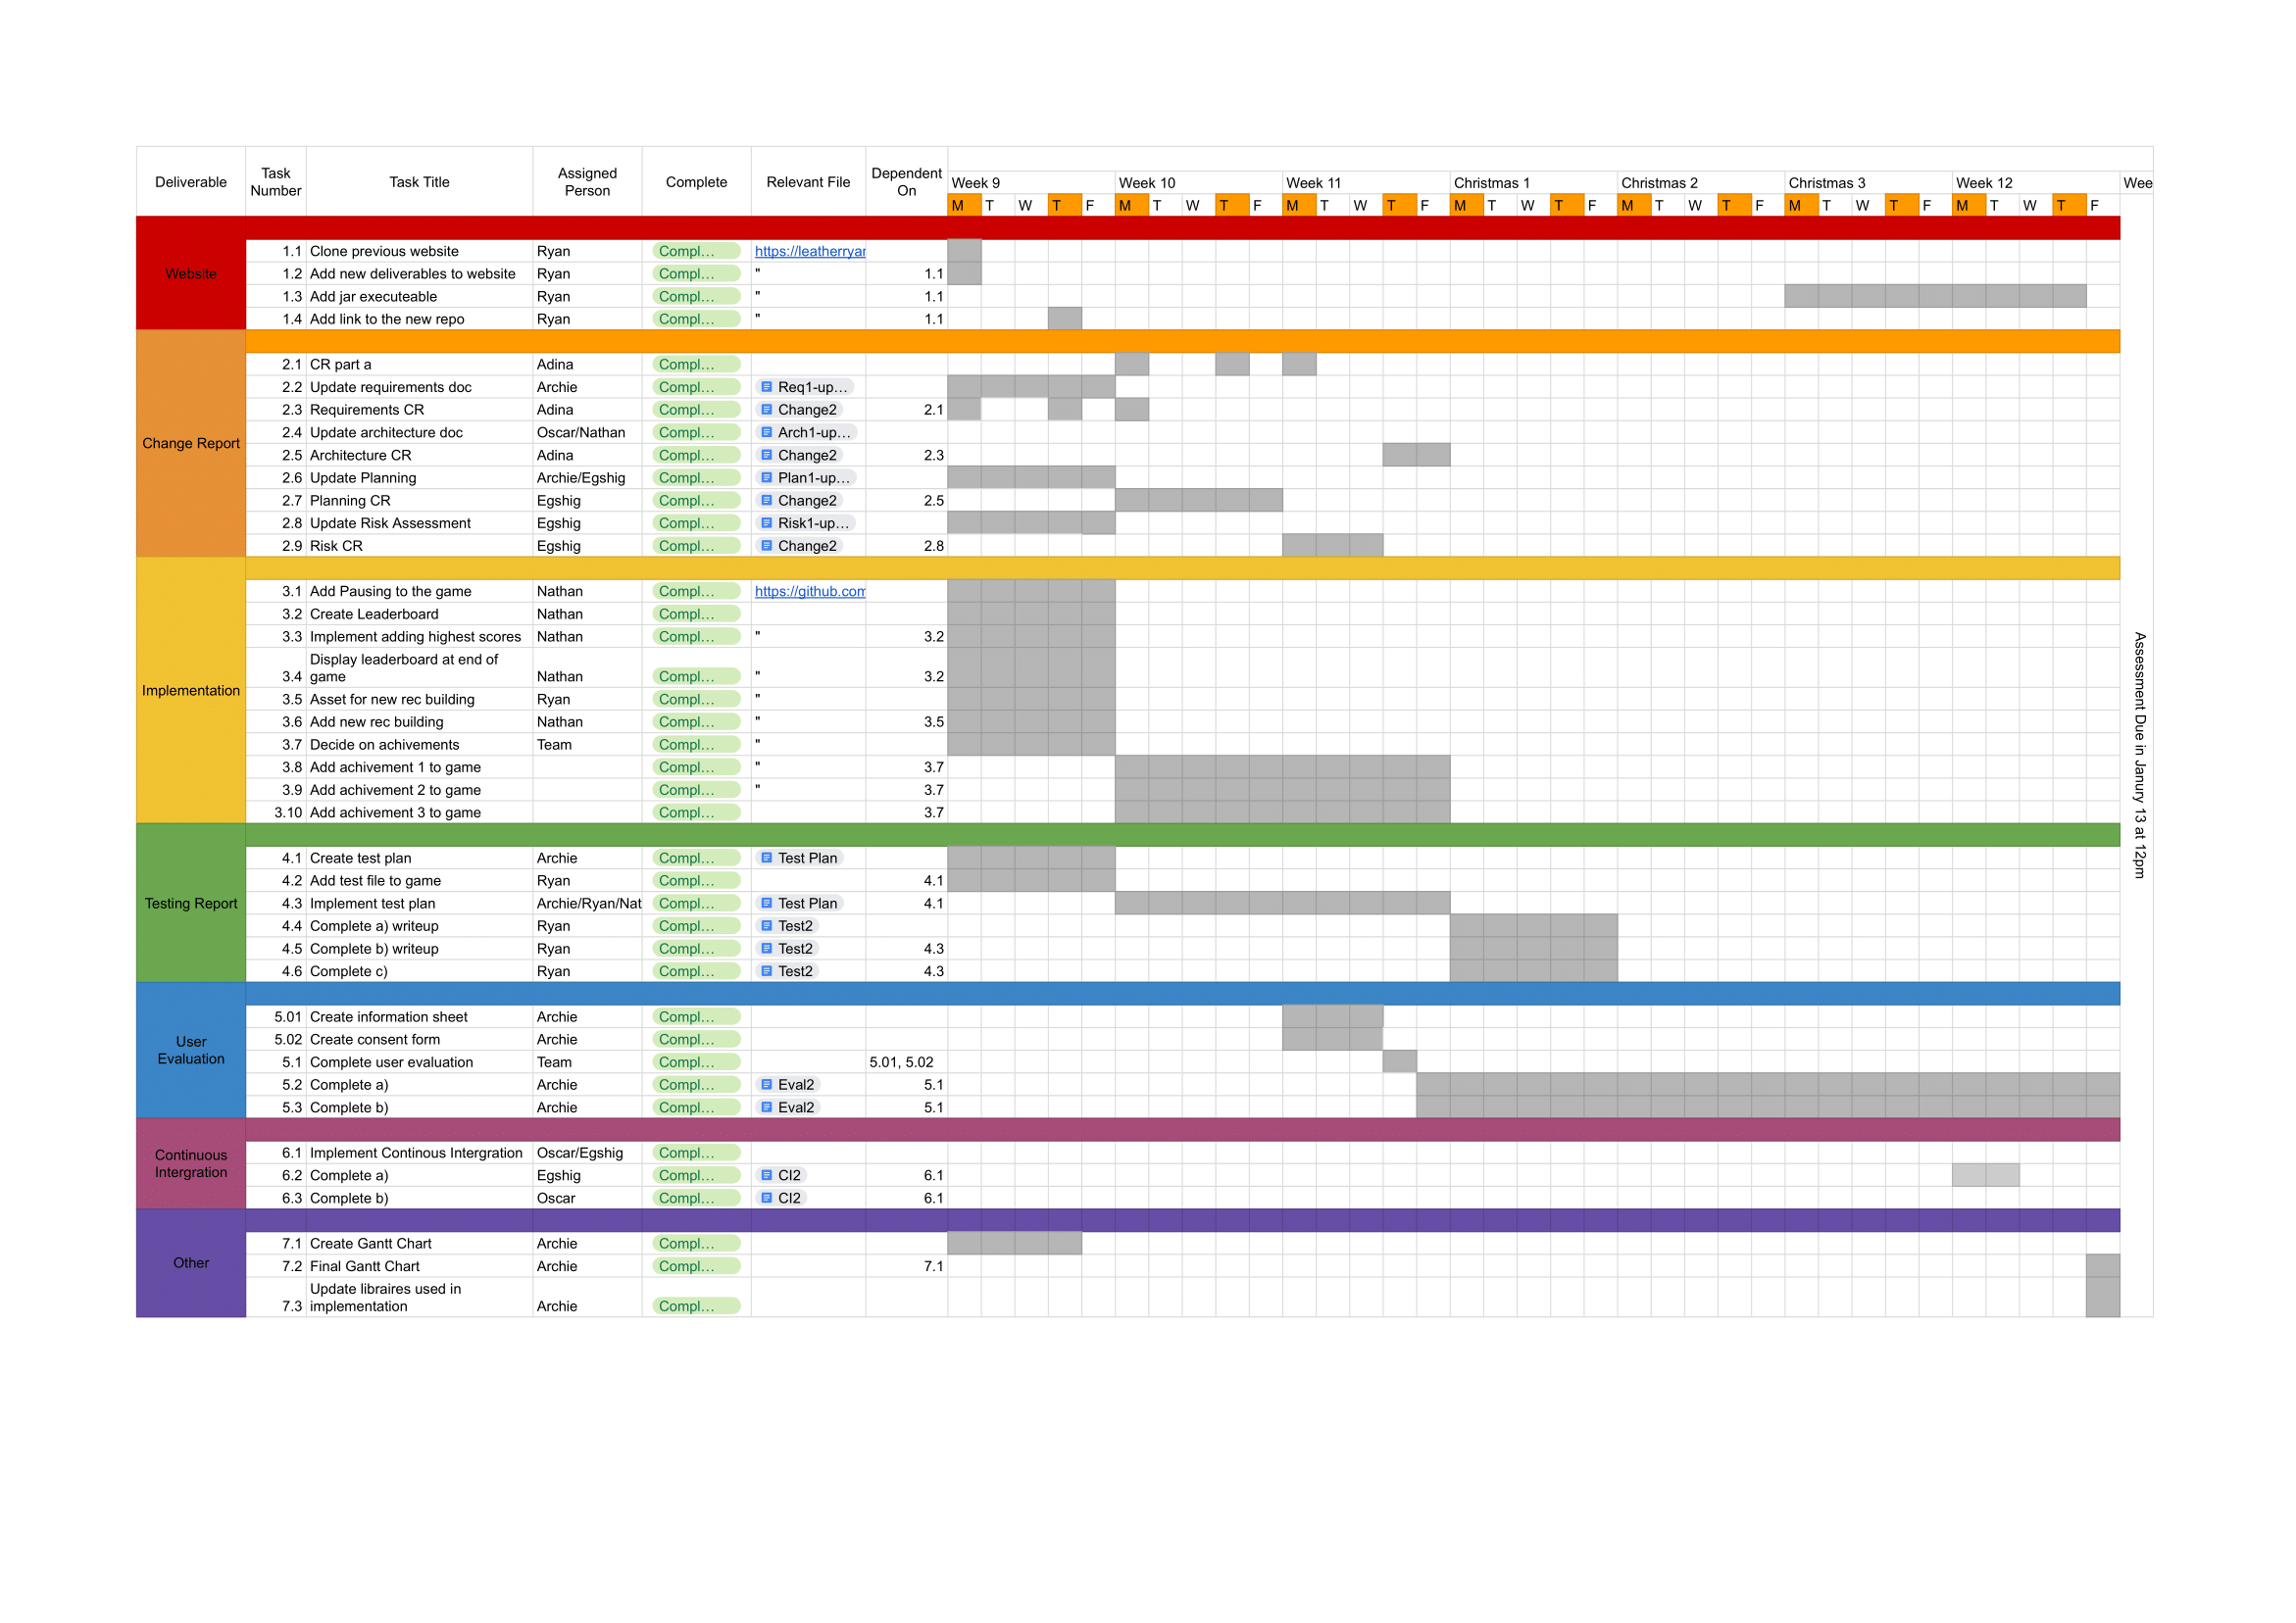 Deliverable Task Number Task Title Assigned Person Complete Relevant File Dependent On
Week 9 Week 10 Week 11 Christmas 1 Christmas 2 Christmas 3 Week 12 Wee
M T W T F M T W T F M T W T F M T W T F M T W T F M T W T F M T W T F
Website
1.1 Clone previous website Ryan Compl... https://leatherryar
1.2 Add new deliverables to website Ryan Compl... " 1.1
1.3 Add jar executeable Ryan Compl... " 1.1
1.4 Add link to the new repo Ryan Compl... " 1.1
Change Report
2.1 CR part a Adina Compl...
2.2 Update requirements doc Archie Compl... Req1-up...
2.3 Requirements CR Adina Compl... Change2 2.1
2.4 Update architecture doc Oscar/Nathan Compl... Arch1-up...
2.5 Architecture CR Adina Compl... Change2 2.3
2.6 Update Planning Archie/Egshig Compl... Plan1-up...
2.7 Planning CR Egshig Compl... Change2 2.5
2.8 Update Risk Assessment Egshig Compl... Risk1-up...
2.9 Risk CR Egshig Compl... Change2 2.8
Implementation
3.1 Add Pausing to the game Nathan Compl... https://github.com
3.2 Create Leaderboard Nathan Compl...
3.3 Implement adding highest scores Nathan Compl... " 3.2
3.4 Display leaderboard at end of game Nathan Compl... " 3.2
3.5 Asset for new rec building Ryan Compl... "
3.6 Add new rec building Nathan Compl... " 3.5
3.7 Decide on achivements Team Compl... "
3.8 Add achivement 1 to game Compl... " 3.7
3.9 Add achivement 2 to game Compl... " 3.7
3.10 Add achivement 3 to game Compl... 3.7
Testing Report
4.1 Create test plan Archie Compl... Test Plan
4.2 Add test file to game Ryan Compl... 4.1
4.3 Implement test plan Archie/Ryan/Nat Compl... Test Plan 4.1
4.4 Complete a) writeup Ryan Compl... Test2
4.5 Complete b) writeup Ryan Compl... Test2 4.3
4.6 Complete c) Ryan Compl... Test2 4.3
User Evaluation
5.01 Create information sheet Archie Compl...
5.02 Create consent form Archie Compl...
5.1 Complete user evaluation Team Compl... 5.01, 5.02
5.2 Complete a) Archie Compl... Eval2 5.1
5.3 Complete b) Archie Compl... Eval2 5.1
Continuous Intergration
6.1 Implement Continous Intergration Oscar/Egshig Compl...
6.2 Complete a) Egshig Compl... CI2 6.1
6.3 Complete b) Oscar Compl... CI2 6.1
Other
7.1 Create Gantt Chart Archie Compl...
7.2 Final Gantt Chart Archie Compl... 7.1
7.3 Update libraires used in implementation Archie Compl...
Assessment Due in Janury 13 at 12pm